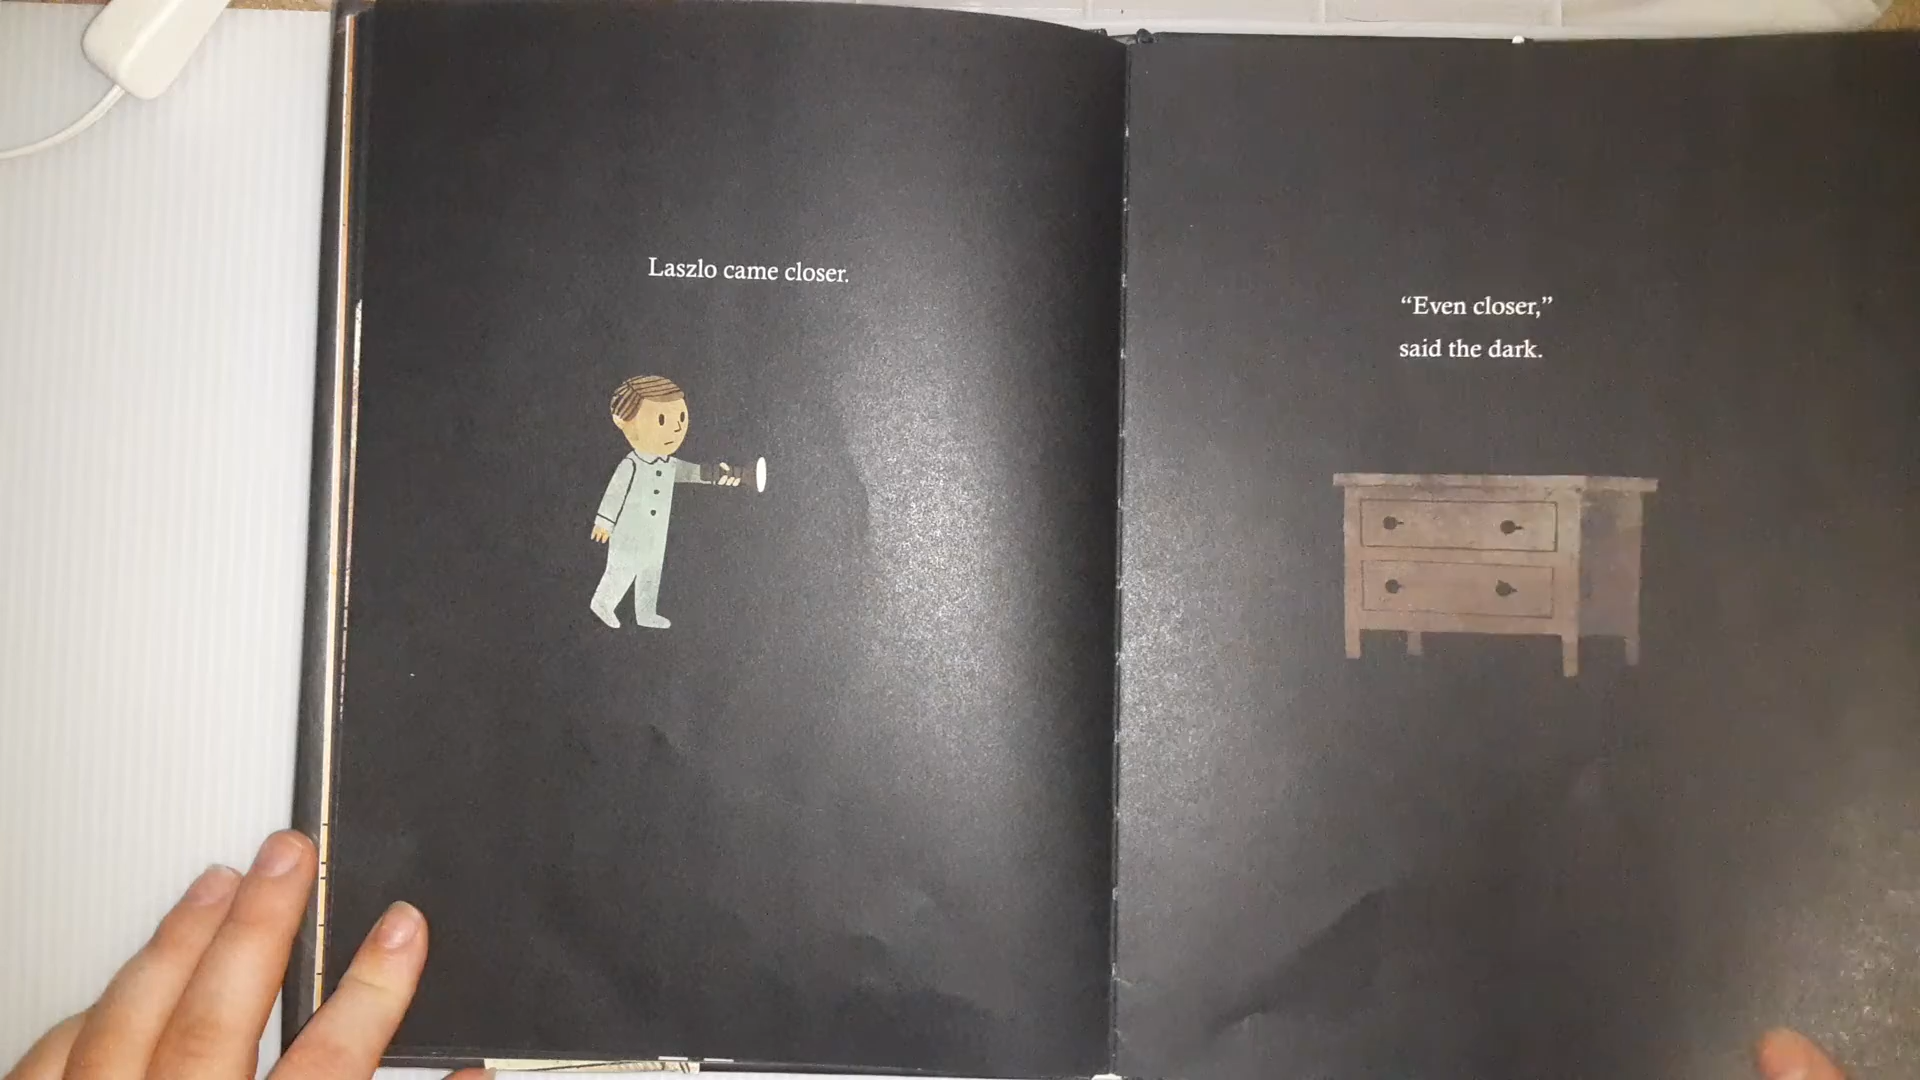 Laszlo came closer.
“Even closer,”
said the dark.